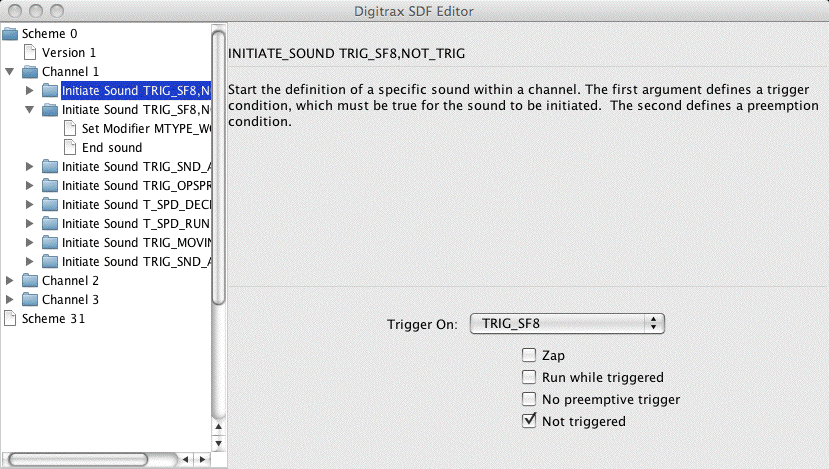 Digitrax SDF Editor
Scheme 0
Version 1
Channel 1
Initiate Sound TRIG_SF8,N
Initiate Sound TRIG_SF8,N
Set Modifier MTYPE_W
End sound
Initiate Sound TRIG_SND_A
Initiate Sound TRIG_OPSPR
Initiate Sound T_SPD_DECE
Initiate Sound T_SPD_RUN
Initiate Sound TRIG_MOVIN
Initiate Sound TRIG_SND_A
Channel 2
Channel 3
Scheme 31
INITIATE_SOUND TRIG_SF8,NOT_TRIG
Start the definition of a specific sound within a channel. The first argument defines a trigger
condition, which must be true for the sound to be initiated. The second defines a preemption
condition.
Trigger On: TRIG_SF8
Zap
Run while triggered
No preemptive trigger
Not triggered